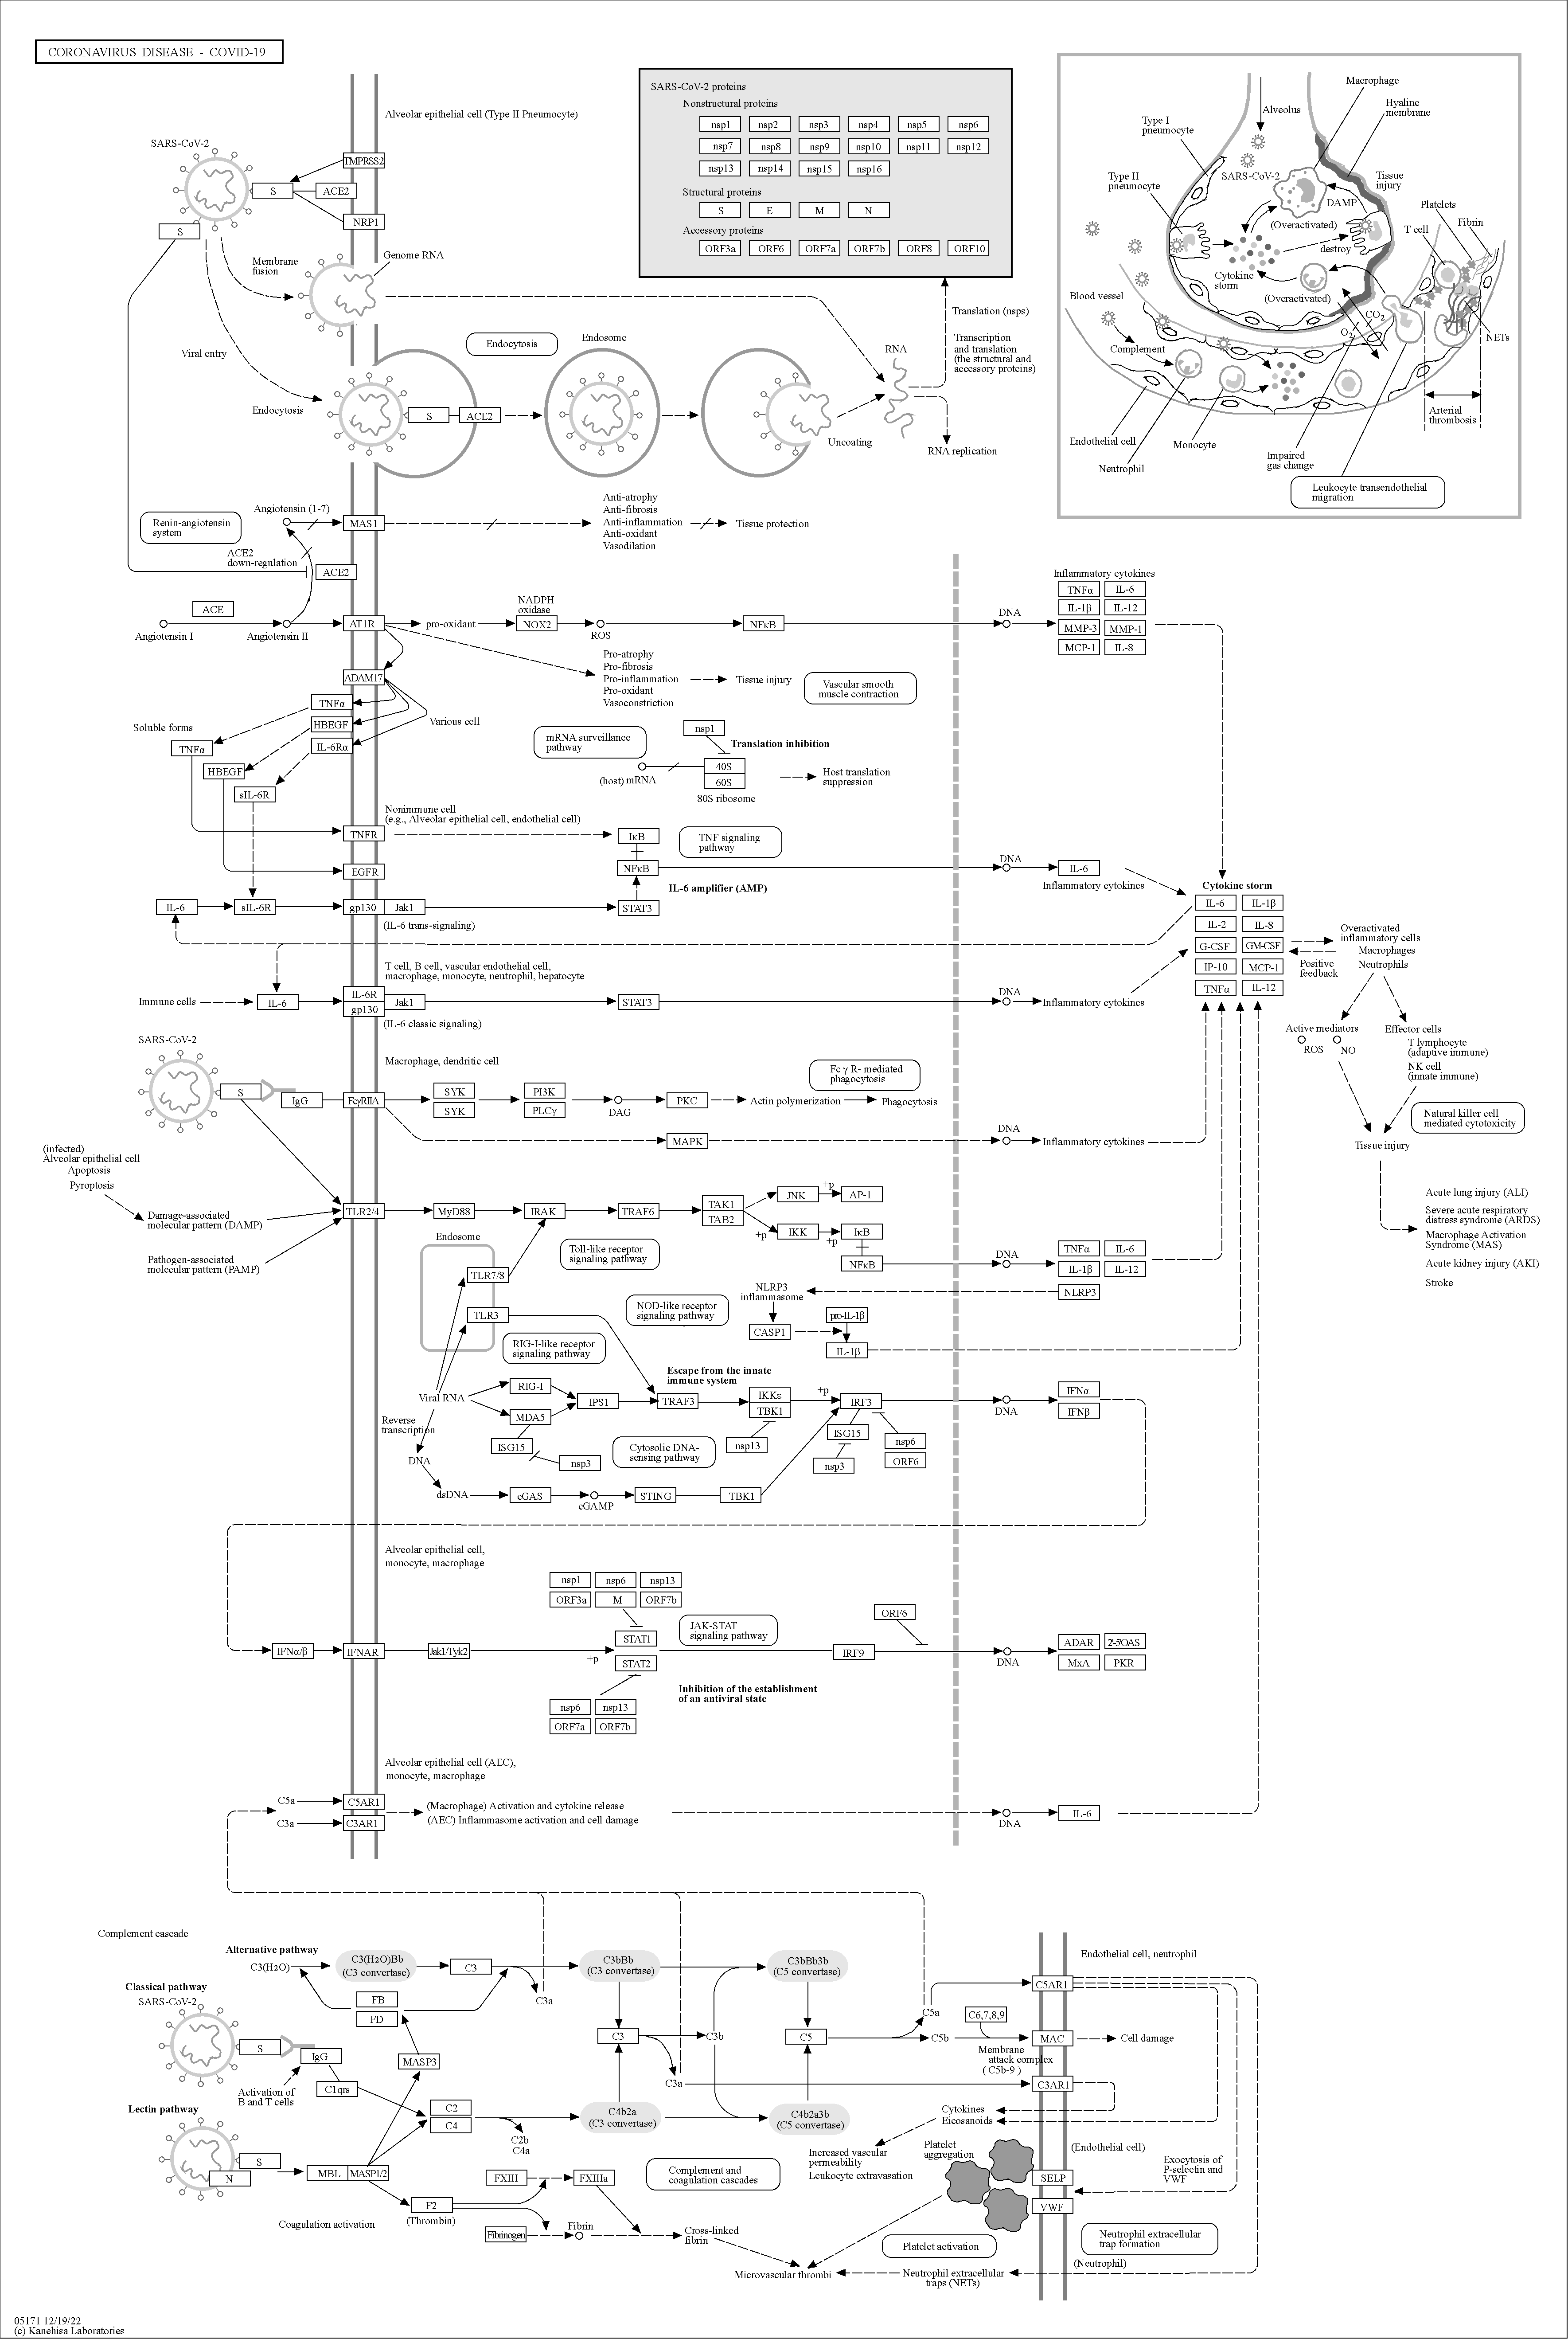 CORONAVIRUS DISEASE - COVID-19
Alveolar epithelial cell (Type II Pneumocyte)
SARS-CoV-2
TMPRSS2
S
ACE2
NRP1
S
Membrane
fusion
Genome RNA
Viral entry
Endocytosis
Endocytosis
Endosome
S
ACE2
Uncoating
RNA
RNA replication
Translation (nsps)
Transcription
and translation
(the structural and
accessory proteins)
SARS-CoV-2 proteins
Nonstructural proteins
nsp1 nsp2 nsp3 nsp4 nsp5 nsp6
nsp7 nsp8 nsp9 nsp10 nsp11 nsp12
nsp13 nsp14 nsp15 nsp16
Structural proteins
S E M N
Accessory proteins
ORF3a ORF6 ORF7a ORF7b ORF8 ORF10
Macrophage
Hyaline
membrane
Alveolus
Type I
pneumocyte
Type II
pneumocyte
SARS-CoV-2
Tissue
injury
DAMP
Platelets
Fibrin
T cell
(Overactivated)
destroy
Cytokine
storm
(Overactivated)
Blood vessel
CO2
O2
NETs
Complement
Arterial
thrombosis
Endothelial cell
Monocyte
Neutrophil
Impaired
gas change
Leukocyte transendothelial
migration
Renin-angiotensin
system
Angiotensin (1-7)
MAS1
Anti-atrophy
Anti-fibrosis
Anti-inflammation
Anti-oxidant
Vasodilation
Tissue protection
ACE2
down-regulation
ACE2
ACE
Angiotensin I
Angiotensin II
AT1R
pro-oxidant
NADPH
oxidase
NOX2
ROS
NFκB
DNA
Inflammatory cytokines
TNFα IL-6
IL-1β IL-12
MMP-3 MMP-1
MCP-1 IL-8
Pro-atrophy
Pro-fibrosis
Pro-inflammation
Pro-oxidant
Vasoconstriction
Tissue injury
Vascular smooth
muscle contraction
ADAM17
TNFα
HBEGF
IL-6Rα
Various cell
Soluble forms
TNFα
HBEGF
sIL-6R
mRNA surveillance
pathway
nsp1
Translation inhibition
(host) mRNA
40S
60S
80S ribosome
Host translation
suppression
Nonimmune cell
(e.g., Alveolar epithelial cell, endothelial cell)
TNFR
IκB
TNF signaling
pathway
EGFR
NFκB
DNA
IL-6
Inflammatory cytokines
IL-6 amplifier (AMP)
IL-6
sIL-6R
gp130
Jak1
STAT3
(IL-6 trans-signaling)
Cytokine storm
IL-6 IL-1β
IL-2 IL-8
G-CSF GM-CSF
IP-10 MCP-1
TNFα IL-12
Overactivated
inflammatory cells
Macrophages
Neutrophils
Positive
feedback
Active mediators
ROS NO
Effector cells
T lymphocyte
(adaptive immune)
NK cell
(innate immune)
Natural killer cell
mediated cytotoxicity
Tissue injury
Acute lung injury (ALI)
Severe acute respiratory
distress syndrome (ARDS)
Macrophage Activation
Syndrome (MAS)
Acute kidney injury (AKI)
Stroke
T cell, B cell, vascular endothelial cell,
macrophage, monocyte, neutrophil, hepatocyte
Immune cells
IL-6
IL-6R
gp130
Jak1
STAT3
DNA
Inflammatory cytokines
(IL-6 classic signaling)
SARS-CoV-2
Macrophage, dendritic cell
S
IgG
FcγRIIA
SYK
SYK
PI3K
PLCγ
DAG
PKC
Actin polymerization
Phagocytosis
Fc γ R- mediated
phagocytosis
MAPK
DNA
Inflammatory cytokines
(infected)
Alveolar epithelial cell
Apoptosis
Pyroptosis
Damage-associated
molecular pattern (DAMP)
Pathogen-associated
molecular pattern (PAMP)
TLR2/4
MyD88
IRAK
TRAF6
TAK1
TAB2
JNK
+p
AP-1
+p
IKK
+p
IκB
NFκB
DNA
TNFα IL-6
IL-1β IL-12
NLRP3
Endosome
TLR7/8
TLR3
Toll-like receptor
signaling pathway
NOD-like receptor
signaling pathway
NLRP3
inflammasome
CASP1
pro-IL-1β
IL-1β
RIG-I-like receptor
signaling pathway
Escape from the innate
immune system
Viral RNA
RIG-I
MDA5
IPS1
TRAF3
IKKε
TBK1
+p
IRF3
DNA
IFNα
IFNβ
Reverse
transcription
ISG15
nsp3
Cytosolic DNA-
sensing pathway
nsp13
ISG15
nsp3
nsp6
ORF6
DNA
dsDNA
cGAS
cGAMP
STING
TBK1
Alveolar epithelial cell,
monocyte, macrophage
nsp1 nsp6 nsp13
ORF3a M ORF7b
IFNα/β
IFNAR
Jak1/Tyk2
+p
STAT1
STAT2
JAK-STAT
signaling pathway
IRF9
ORF6
DNA
ADAR 2'-5'OAS
MxA PKR
Inhibition of the establishment
of an antiviral state
nsp6 nsp13
ORF7a ORF7b
Alveolar epithelial cell (AEC),
monocyte, macrophage
C5a
C5AR1
C3a
C3AR1
(Macrophage) Activation and cytokine release
(AEC) Inflammasome activation and cell damage
DNA
IL-6
Complement cascade
Alternative pathway
C3(H2O)
C3(H2O)Bb
(C3 convertase)
C3
C3a
C3bBb
(C3 convertase)
C3bBb3b
(C5 convertase)
FB
FD
Classical pathway
SARS-CoV-2
S
IgG
Activation of
B and T cells
C1qrs
MASP3
C3
C3b
C3a
C5
C5a
C5b
C6,7,8,9
Membrane
attack complex
( C5b-9 )
Endothelial cell, neutrophil
C5AR1
MAC
Cell damage
C3AR1
Lectin pathway
S
N
MBL
MASP1/2
C2
C4
C2b
C4a
C4b2a
(C3 convertase)
C4b2a3b
(C5 convertase)
Cytokines
Eicosanoids
Increased vascular
permeability
Leukocyte extravasation
Platelet
aggregation
(Endothelial cell)
SELP
VWF
Exocytosis of
P-selectin and
VWF
Coagulation activation
F2
(Thrombin)
FXIII
FXIIIa
Fibrinogen
Fibrin
Cross-linked
fibrin
Complement and
coagulation cascades
Platelet activation
Neutrophil extracellular
trap formation
(Neutrophil)
Microvascular thrombi
Neutrophil extracellular
traps (NETs)
05171 12/19/22
(c) Kanehisa Laboratories